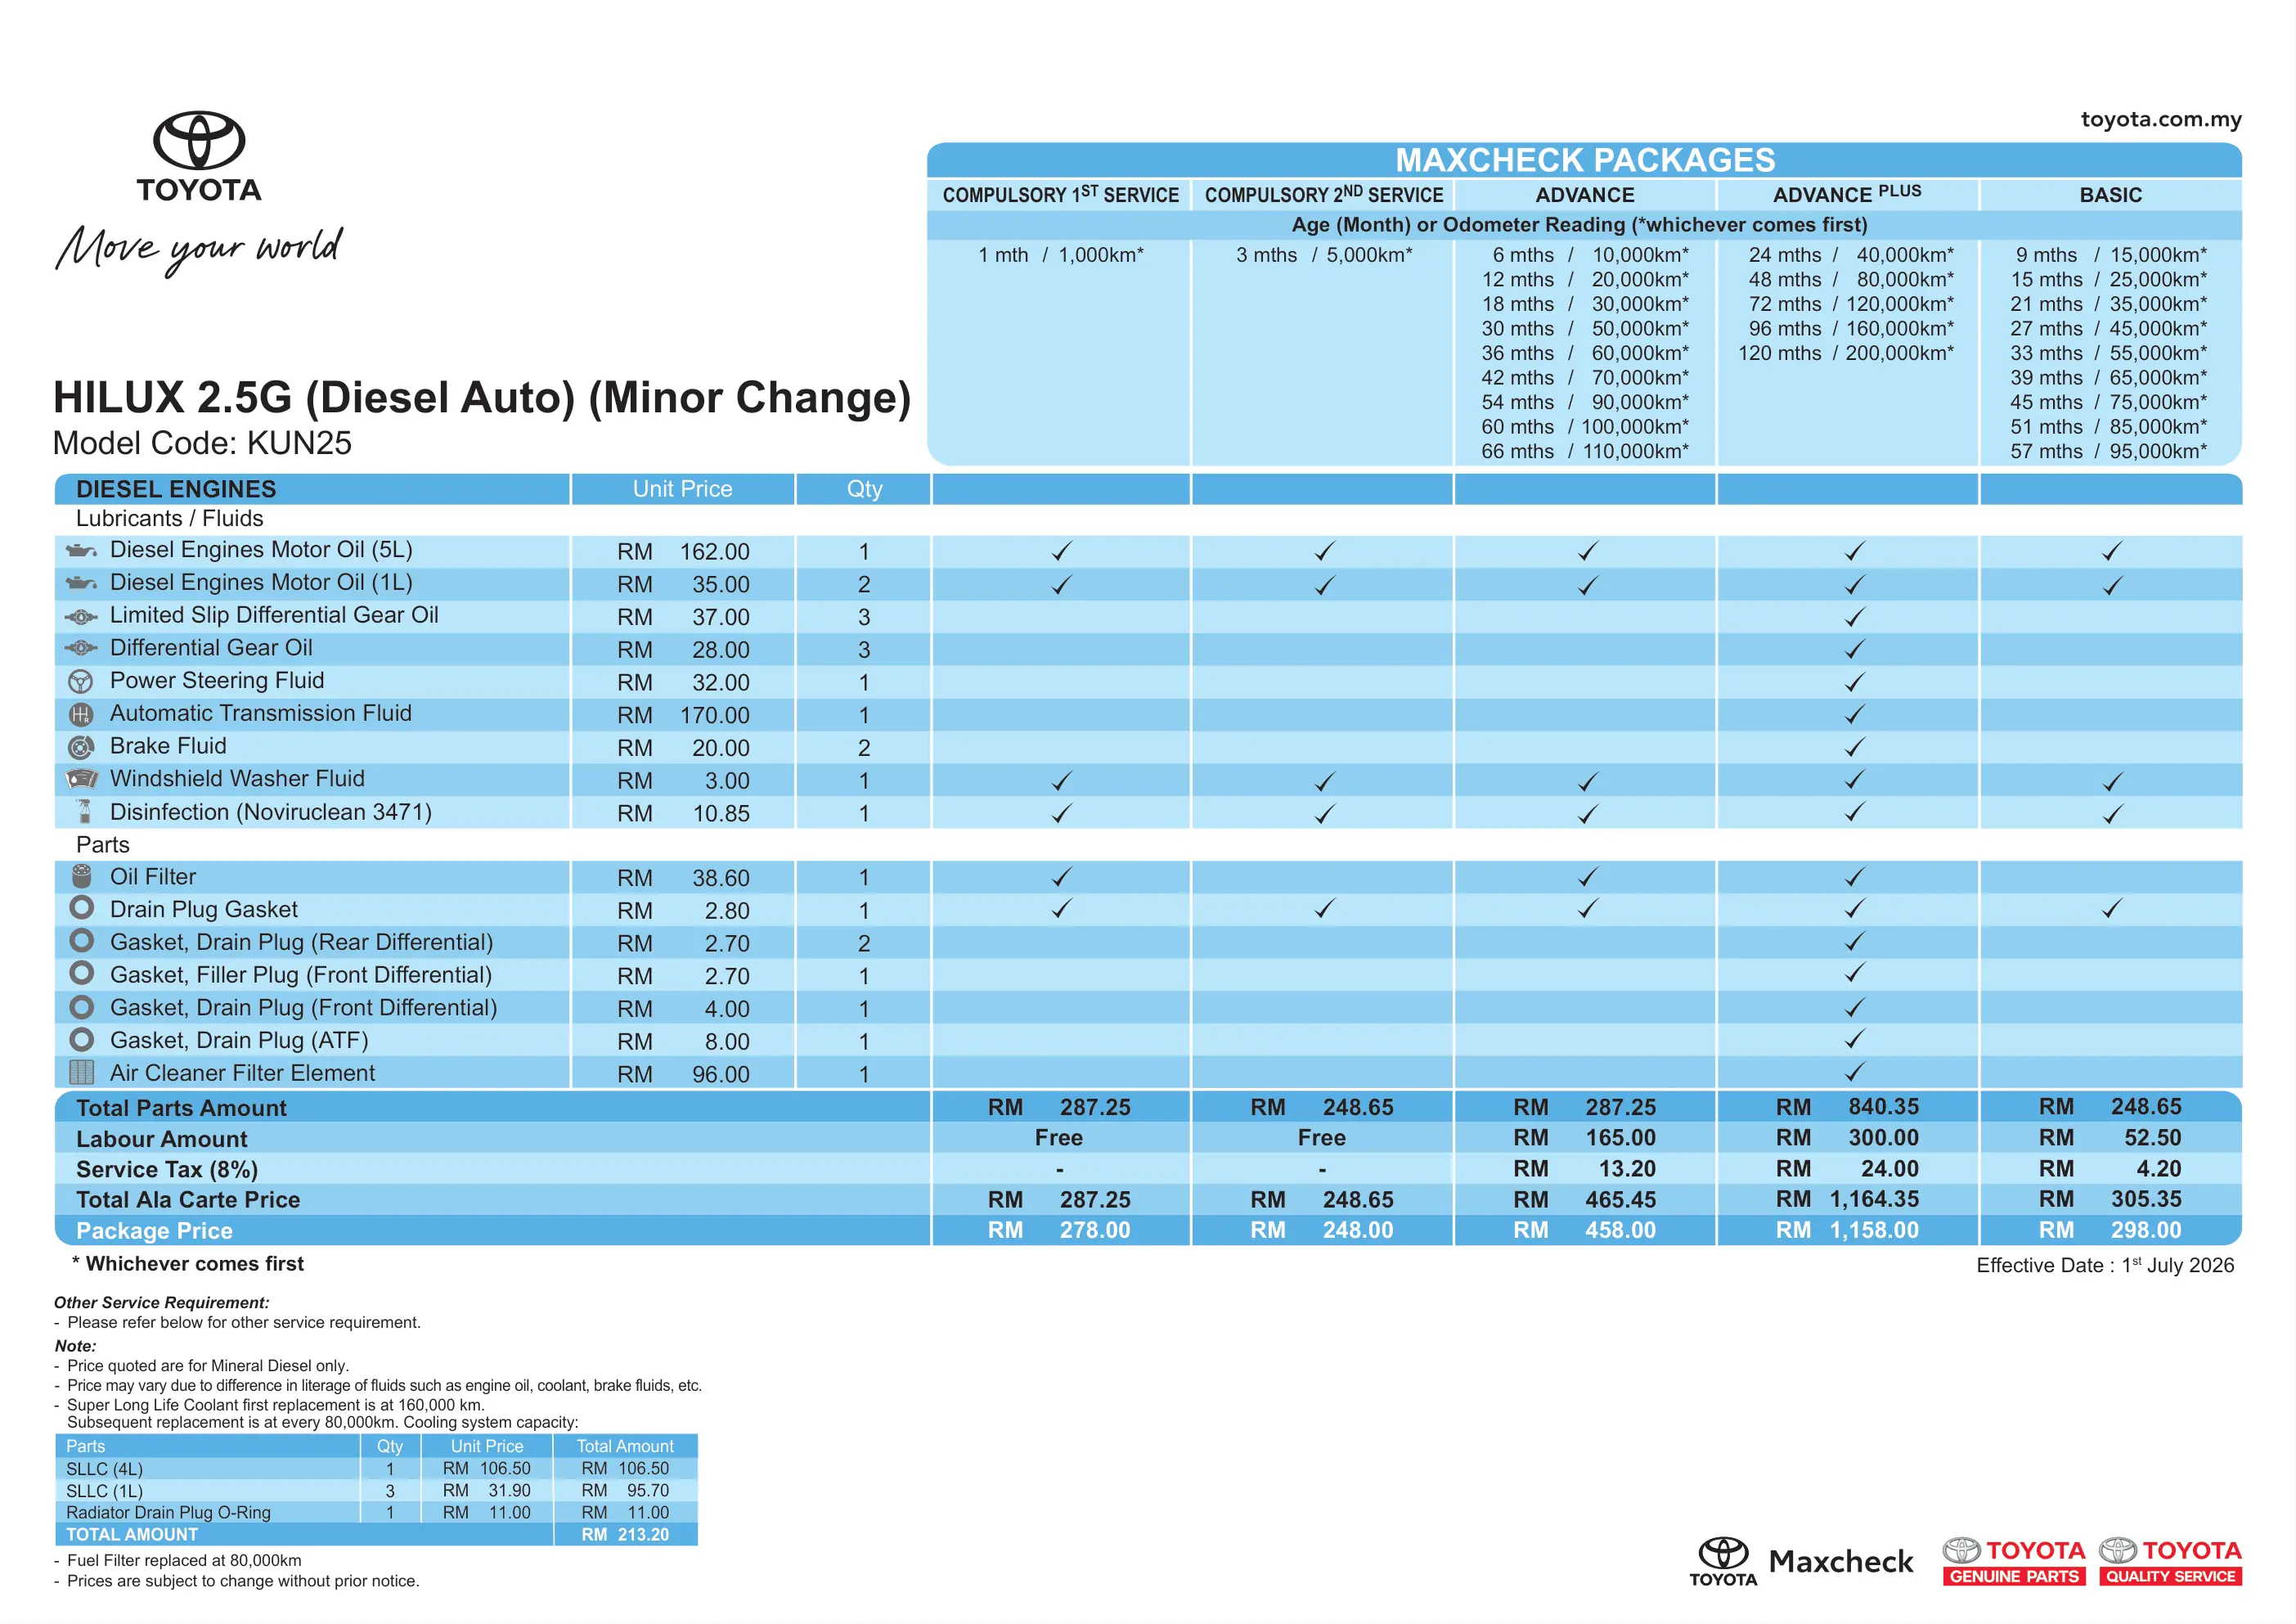 toyota.com.my
TOYOTA
Move your world
HILUX 2.5G (Diesel Auto) (Minor Change)
Model Code: KUN25
MAXCHECK PACKAGES
COMPULSORY 1ST SERVICE COMPULSORY 2ND SERVICE ADVANCE ADVANCE PLUS BASIC
Age (Month) or Odometer Reading (*whichever comes first)
1 mth / 1,000km* 3 mths / 5,000km* 6 mths / 10,000km* 24 mths / 40,000km* 9 mths / 15,000km*
12 mths / 20,000km* 48 mths / 80,000km* 15 mths / 25,000km*
18 mths / 30,000km* 72 mths / 120,000km* 21 mths / 35,000km*
30 mths / 50,000km* 96 mths / 160,000km* 27 mths / 45,000km*
36 mths / 60,000km* 120 mths / 200,000km* 33 mths / 55,000km*
42 mths / 70,000km* 39 mths / 65,000km*
54 mths / 90,000km* 45 mths / 75,000km*
60 mths / 100,000km* 51 mths / 85,000km*
66 mths / 110,000km* 57 mths / 95,000km*
DIESEL ENGINES Unit Price Qty
Lubricants / Fluids
Diesel Engines Motor Oil (5L) RM 162.00 1 ✓ ✓ ✓ ✓ ✓
Diesel Engines Motor Oil (1L) RM 35.00 2 ✓ ✓ ✓ ✓ ✓
Limited Slip Differential Gear Oil RM 37.00 3 ✓
Differential Gear Oil RM 28.00 3 ✓
Power Steering Fluid RM 32.00 1 ✓
Automatic Transmission Fluid RM 170.00 1 ✓
Brake Fluid RM 20.00 2 ✓
Windshield Washer Fluid RM 3.00 1 ✓ ✓ ✓ ✓ ✓
Disinfection (Noviruclean 3471) RM 10.85 1 ✓ ✓ ✓ ✓ ✓
Parts
Oil Filter RM 38.60 1 ✓ ✓ ✓
Drain Plug Gasket RM 2.80 1 ✓ ✓ ✓ ✓ ✓
Gasket, Drain Plug (Rear Differential) RM 2.70 2 ✓
Gasket, Filler Plug (Front Differential) RM 2.70 1 ✓
Gasket, Drain Plug (Front Differential) RM 4.00 1 ✓
Gasket, Drain Plug (ATF) RM 8.00 1 ✓
Air Cleaner Filter Element RM 96.00 1 ✓
Total Parts Amount RM 287.25 RM 248.65 RM 287.25 RM 840.35 RM 248.65
Labour Amount Free Free RM 165.00 RM 300.00 RM 52.50
Service Tax (8%) - - RM 13.20 RM 24.00 RM 4.20
Total Ala Carte Price RM 287.25 RM 248.65 RM 465.45 RM 1,164.35 RM 305.35
Package Price RM 278.00 RM 248.00 RM 458.00 RM 1,158.00 RM 298.00
* Whichever comes first
Effective Date : 1st July 2026
Other Service Requirement:
- Please refer below for other service requirement.
Note:
- Price quoted are for Mineral Diesel only.
- Price may vary due to difference in literage of fluids such as engine oil, coolant, brake fluids, etc.
- Super Long Life Coolant first replacement is at 160,000 km.
Subsequent replacement is at every 80,000km. Cooling system capacity:
Parts Qty Unit Price Total Amount
SLLC (4L) 1 RM 106.50 RM 106.50
SLLC (1L) 3 RM 31.90 RM 95.70
Radiator Drain Plug O-Ring 1 RM 11.00 RM 11.00
TOTAL AMOUNT RM 213.20
- Fuel Filter replaced at 80,000km
- Prices are subject to change without prior notice.
TOYOTA Maxcheck
TOYOTA GENUINE PARTS
TOYOTA QUALITY SERVICE